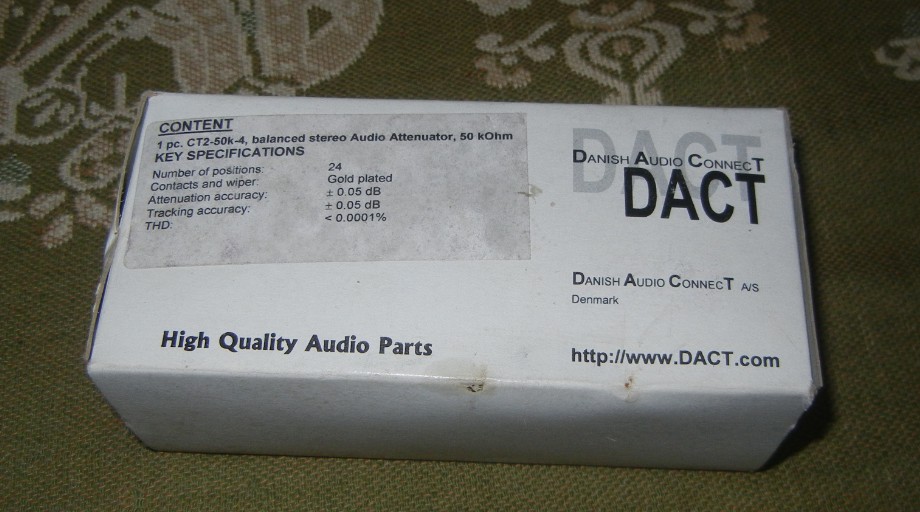 CONTENT
1 pc. CT2-50k-4, balanced stereo Audio Attenuator, 50 kOhm
KEY SPECIFICATIONS
Number of positions: 24
Contacts and wiper: Gold plated
Attenuation accuracy: ± 0.05 dB
Tracking accuracy: ± 0.05 dB
THD: < 0.0001%
DACT
DANISH AUDIO CONNECT
DACT
DANISH AUDIO CONNECT A/S
Denmark
High Quality Audio Parts
http://www.DACT.com